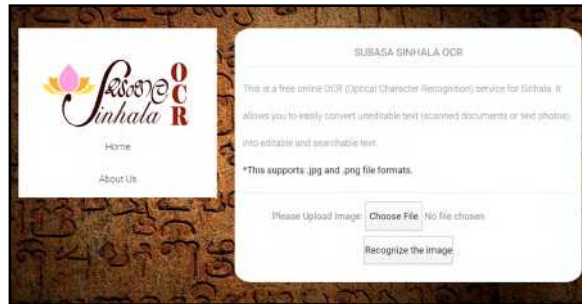 Sinhala
OCR
Home
About Us
SUBASA SINHALA OCR
This is a free online OCR (Optical Character Recognition) service for Sinhala. It
allows you to easily convert uneditable text (scanned documents or text photos)
into editable and searchable text.
*This supports .jpg and .png file formats.
Please Upload Image: Choose File No file chosen
Recognize the image